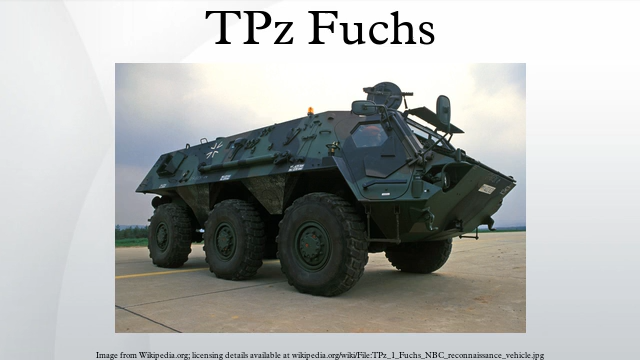 TPz Fuchs
Image from Wikipedia.org; licensing details available at wikipedia.org/wiki/File:TPz_1_Fuchs_NBC_reconnaissance_vehicle.jpg